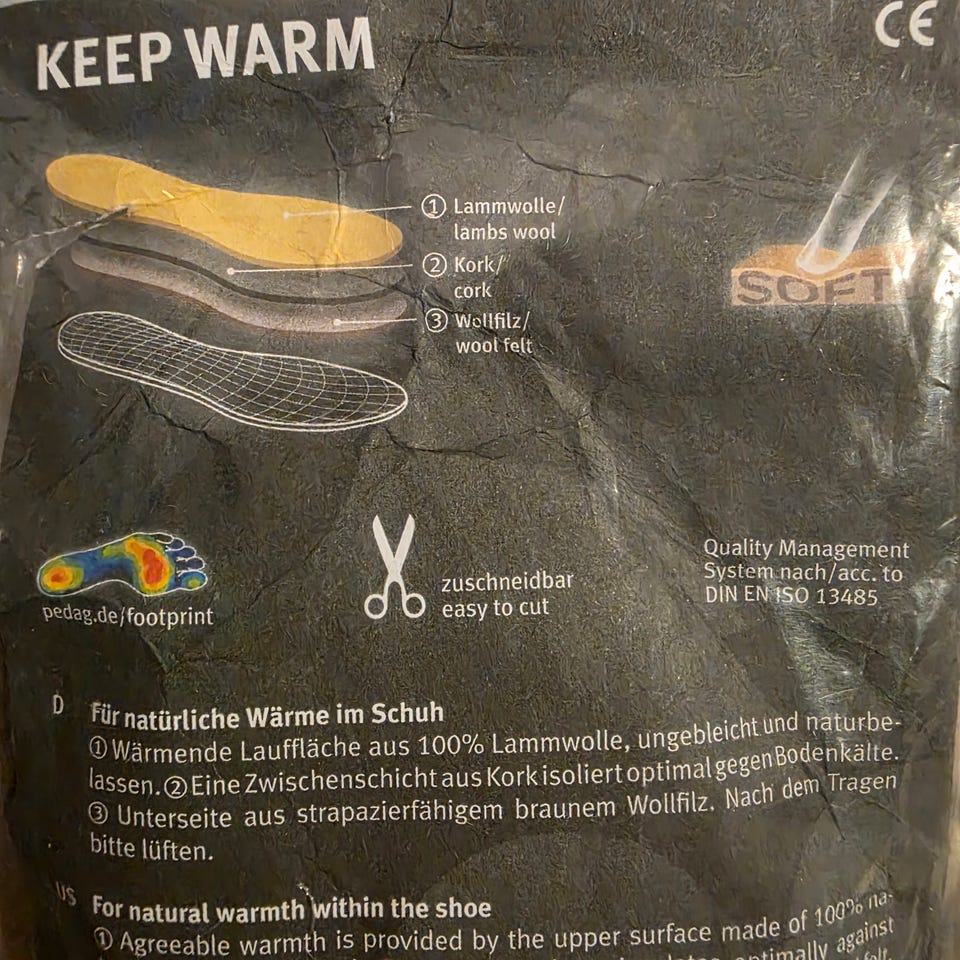 KEEP WARM
CE
① Lammwolle/
lambs wool
② Kork/
cork
③ Wollfilz/
wool felt
SOFT
pedag.de/footprint
zuschneidbar
easy to cut
Quality Management
System nach/acc. to
DIN EN ISO 13485
D Für natürliche Wärme im Schuh
① Wärmende Lauffläche aus 100% Lammwolle, ungebleicht und naturbe-
lassen. ② Eine Zwischenschicht aus Kork isoliert optimal gegen Bodenkälte.
③ Unterseite aus strapazierfähigem braunem Wollfilz. Nach dem Tragen
bitte lüften.
US For natural warmth within the shoe
① Agreeable warmth is provided by the upper surface made of 100% na-
optimally against